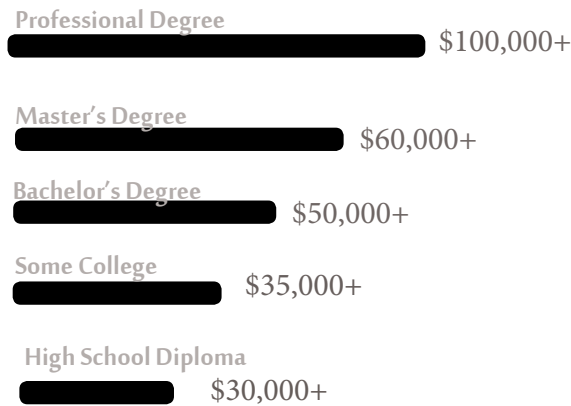 Professional Degree
$100,000+
Master's Degree
$60,000+
Bachelor's Degree
$50,000+
Some College
$35,000+
High School Diploma
$30,000+